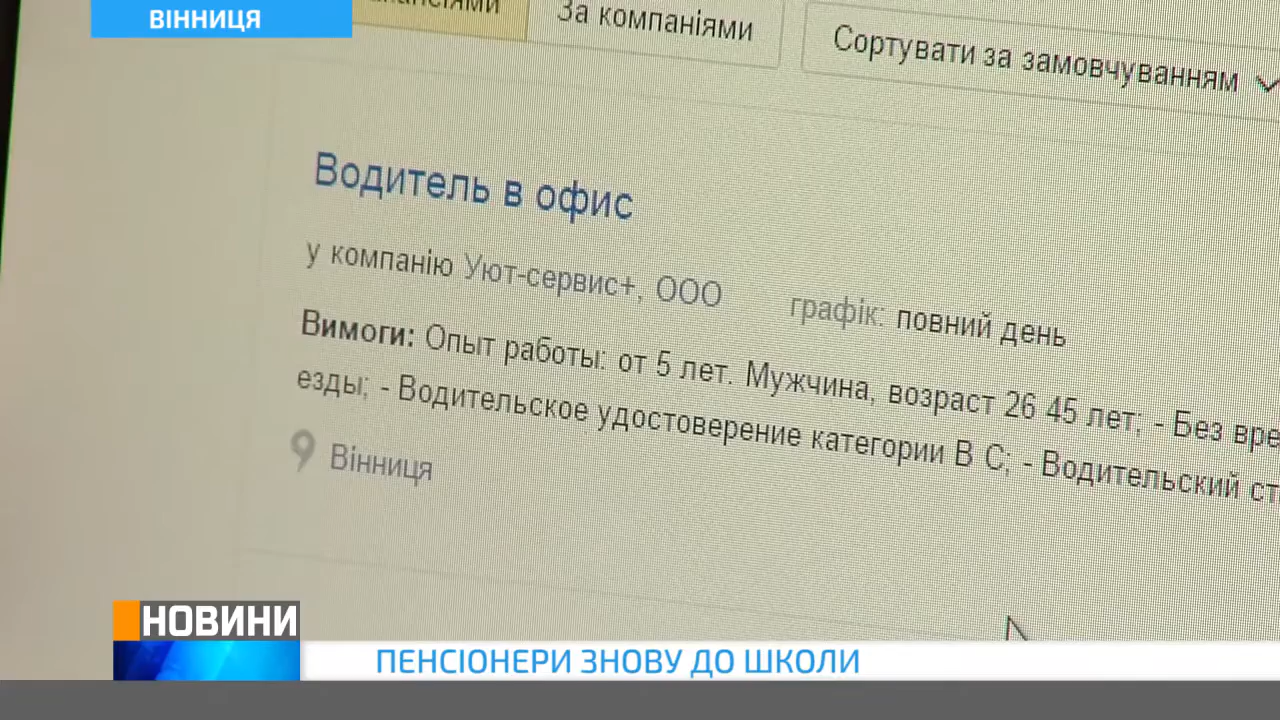 ВІННИЦЯ
За компаніями
Сортувати за замовчуванням
Водитель в офис
у компанію Уют-сервис+, ООО графік: повний день
Вимоги: Опыт работы: от 5 лет. Мужчина, возраст 26 45 лет; - Без вре
езды; - Водительское удостоверение категории В С; - Водительский ст
Вінниця
НОВИНИ
ПЕНСІОНЕРИ ЗНОВУ ДО ШКОЛИ